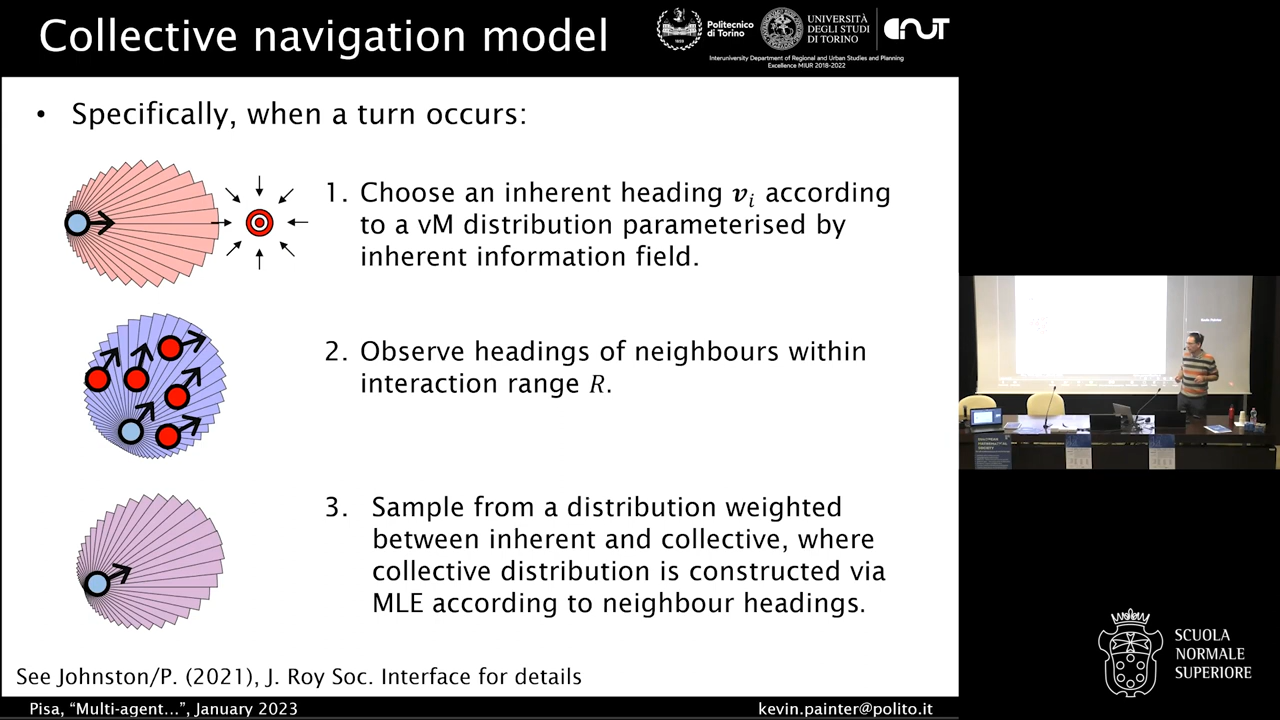 Collective navigation model
Politecnico
di Torino
UNIVERSITÀ
DEGLI STUDI
DI TORINO
Interuniversity Department of Regional and Urban Studies and Planning
Excellence MIUR 2018-2022
• Specifically, when a turn occurs:
1. Choose an inherent heading 𝒗ᵢ according
to a vM distribution parameterised by
inherent information field.
2. Observe headings of neighbours within
interaction range R.
3. Sample from a distribution weighted
between inherent and collective, where
collective distribution is constructed via
MLE according to neighbour headings.
See Johnston/P. (2021), J. Roy Soc. Interface for details
Pisa, “Multi-agent...”, January 2023
kevin.painter@polito.it
SCUOLA
NORMALE
SUPERIORE